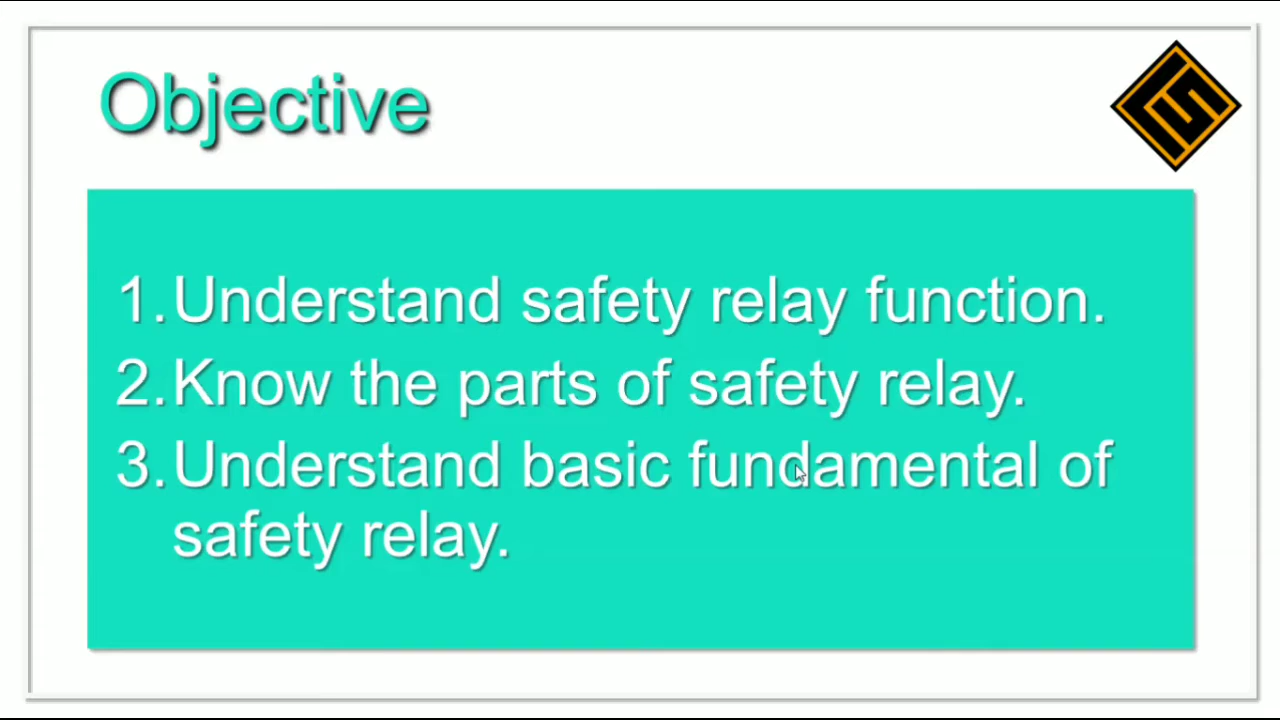 Objective
1. Understand safety relay function.
2. Know the parts of safety relay.
3. Understand basic fundamental of
safety relay.